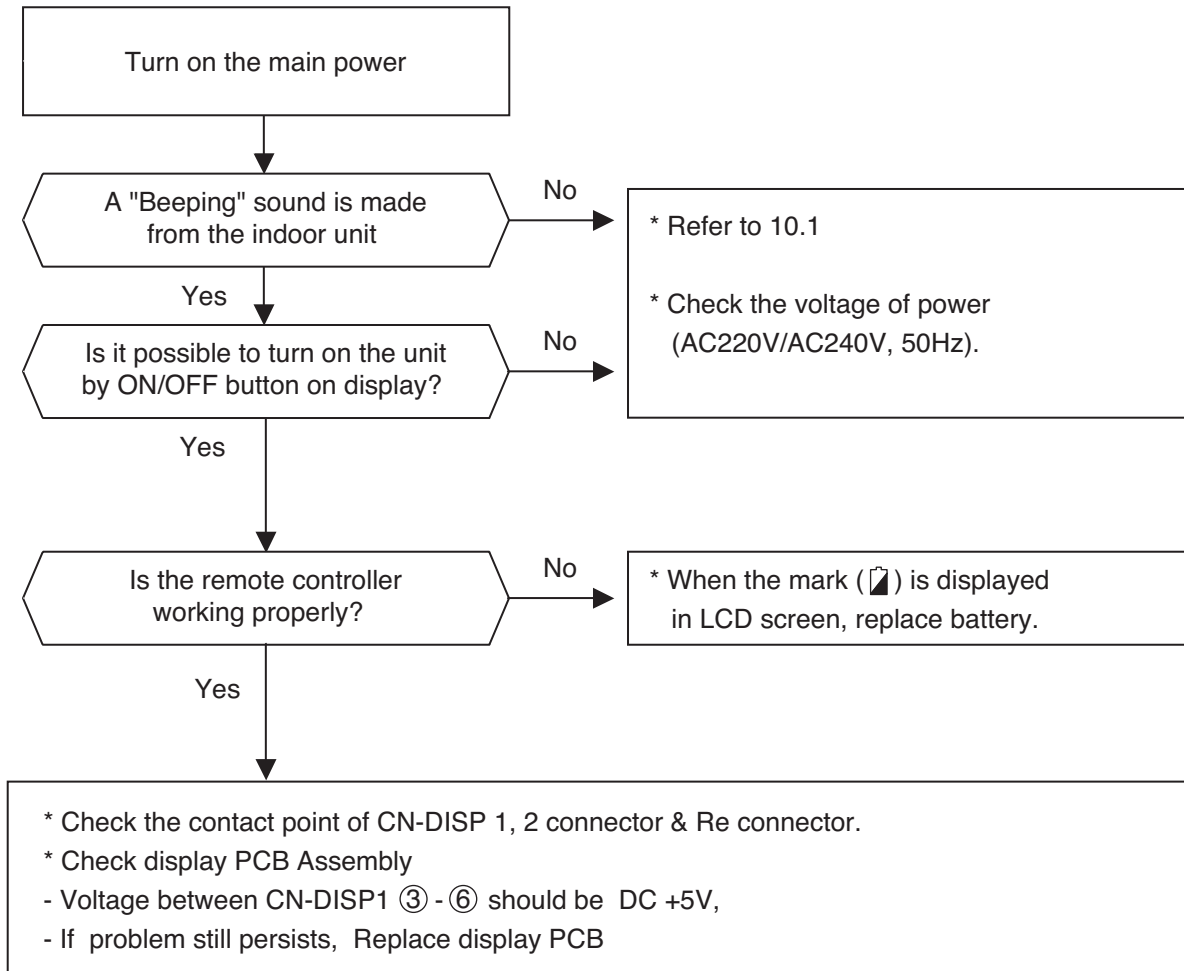 Turn on the main power
A "Beeping" sound is made
from the indoor unit
No
* Refer to 10.1
* Check the voltage of power
(AC220V/AC240V, 50Hz).
Yes
Is it possible to turn on the unit
by ON/OFF button on display?
No
Yes
Is the remote controller
working properly?
No
* When the mark ( ) is displayed
in LCD screen, replace battery.
Yes
* Check the contact point of CN-DISP 1, 2 connector & Re connector.
* Check display PCB Assembly
- Voltage between CN-DISP1 ③ - ⑥ should be DC +5V,
- If problem still persists, Replace display PCB